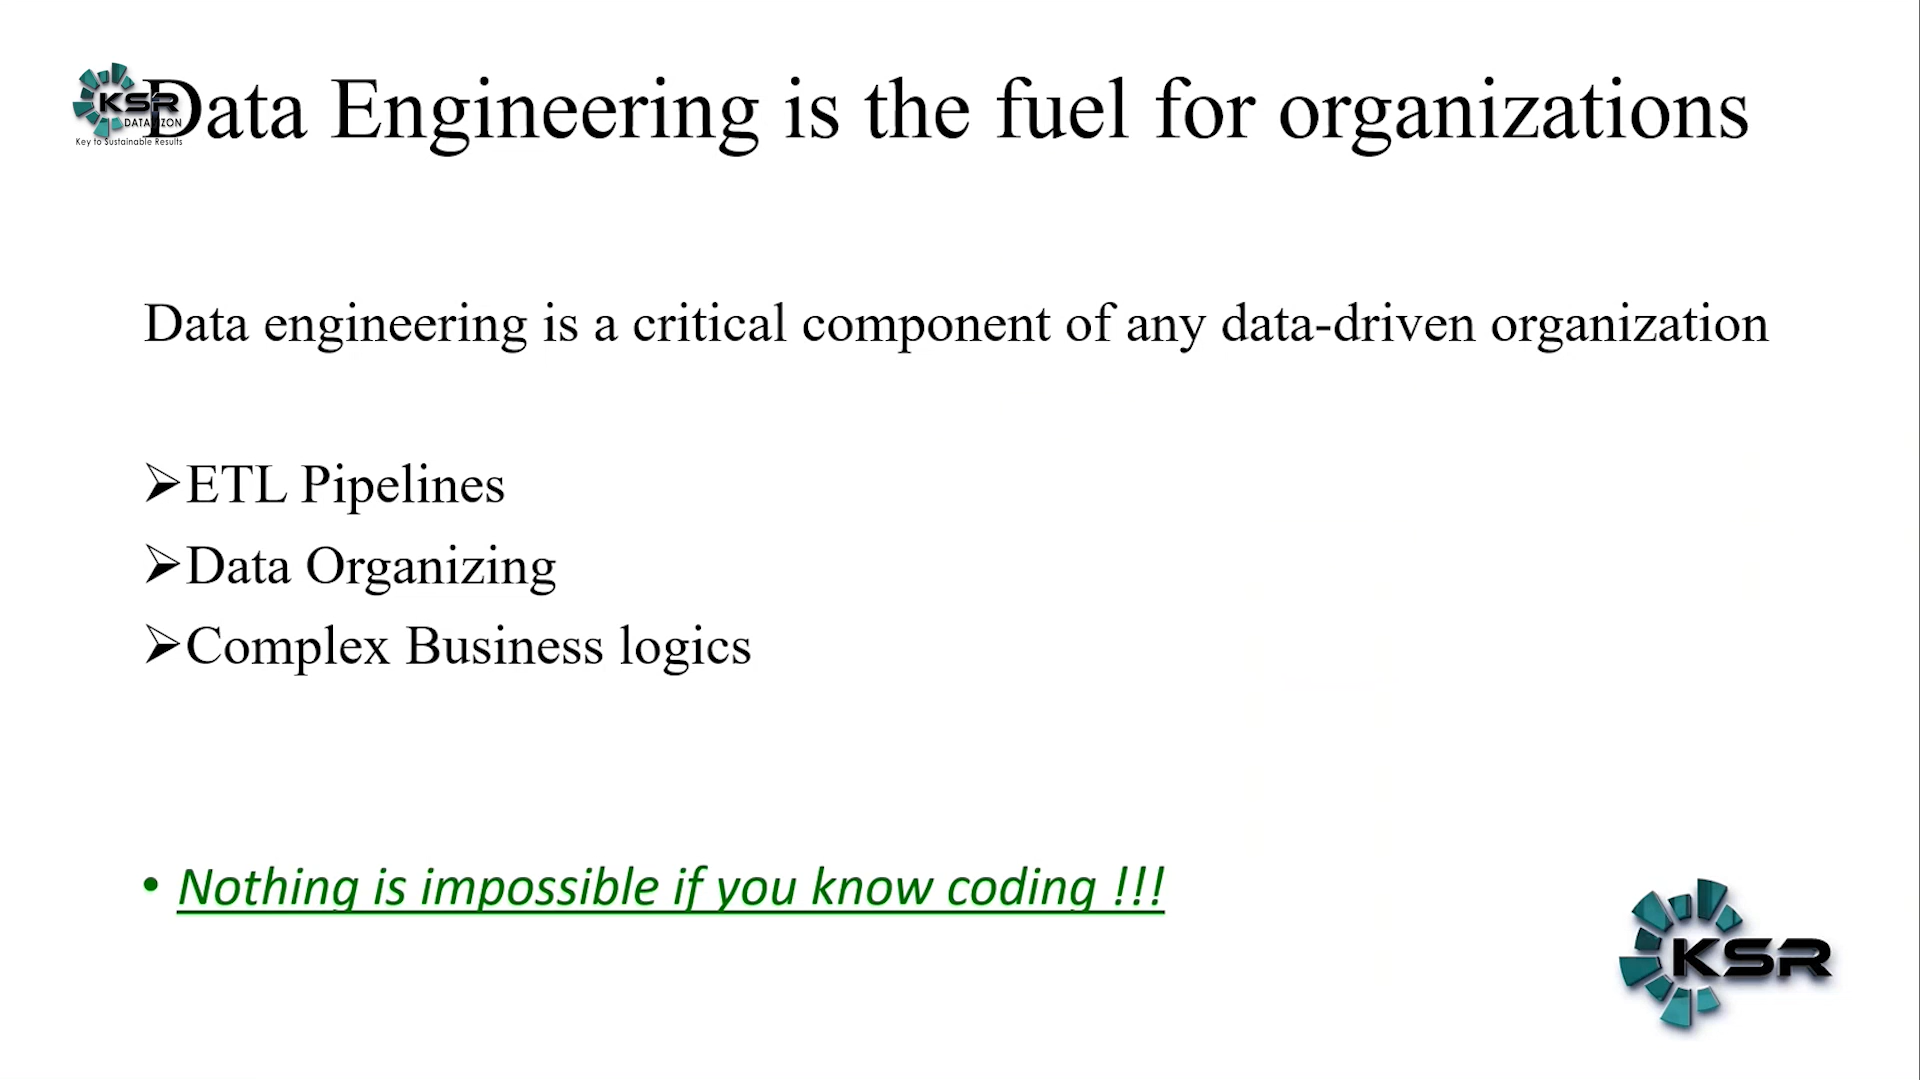 Data Engineering is the fuel for organizations
KSR
DATAVIZON
Key to Sustainable Results
Data engineering is a critical component of any data-driven organization
➢ETL Pipelines
➢Data Organizing
➢Complex Business logics
• Nothing is impossible if you know coding !!!
KSR